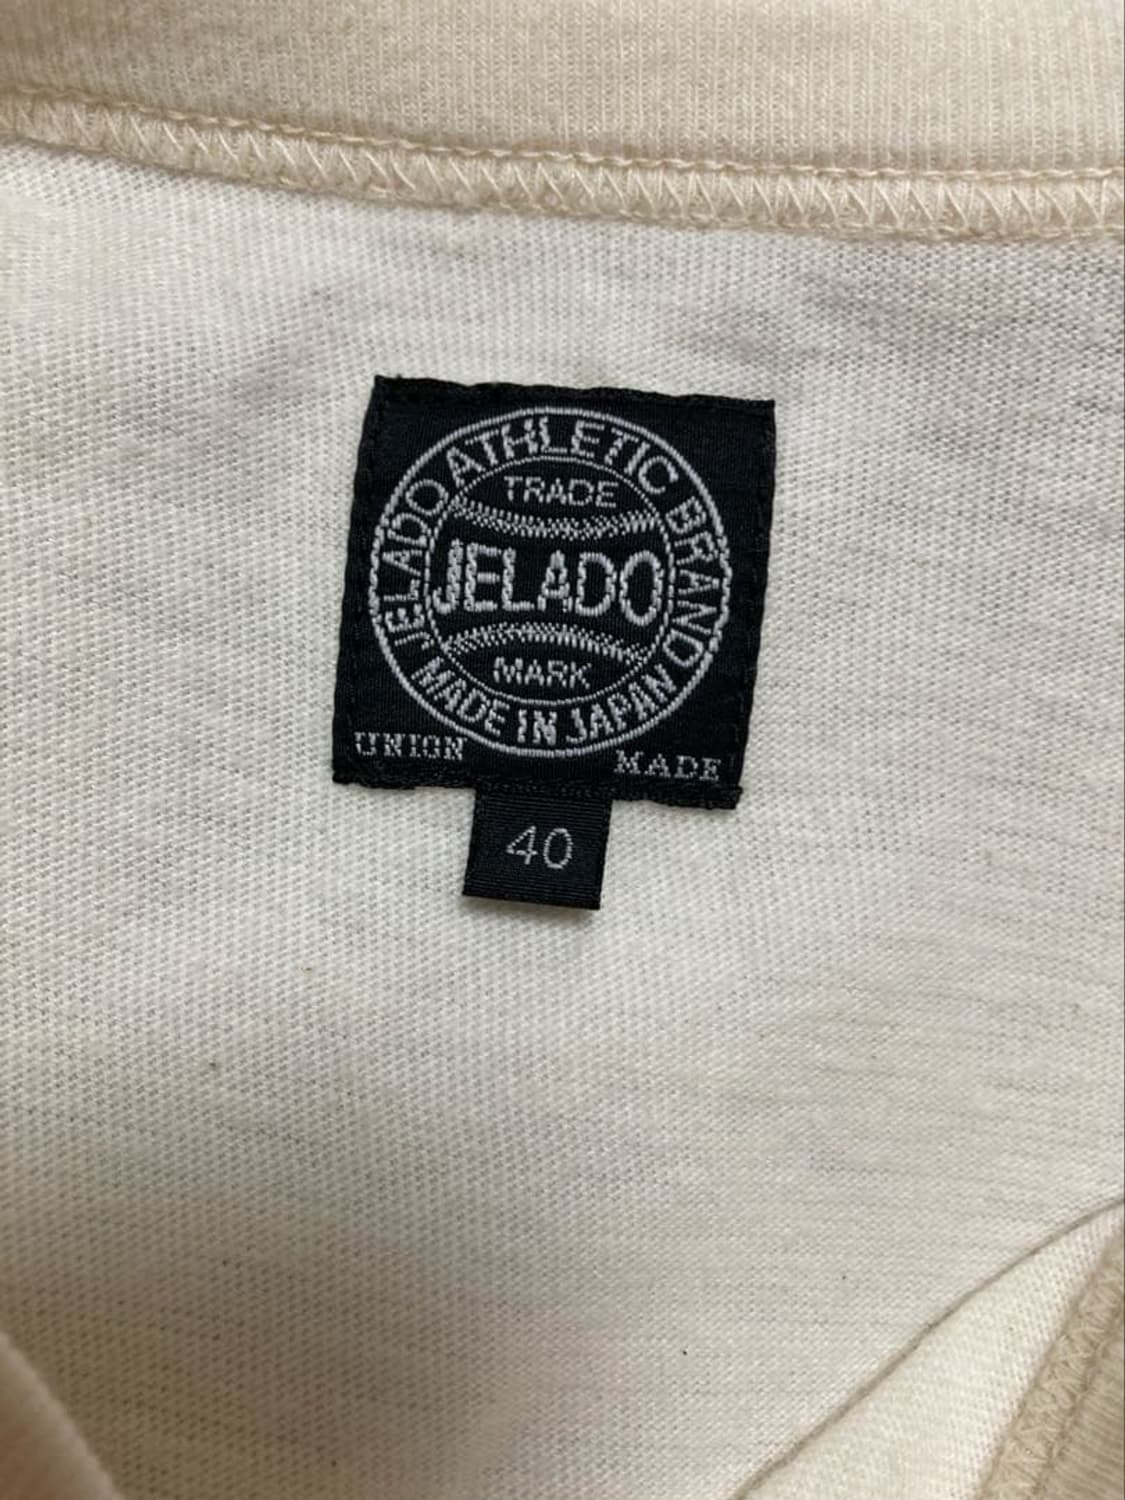 JELADO ATHLETIC BRAND
TRADE
JELADO
MARK
MADE IN JAPAN
UNION MADE
40